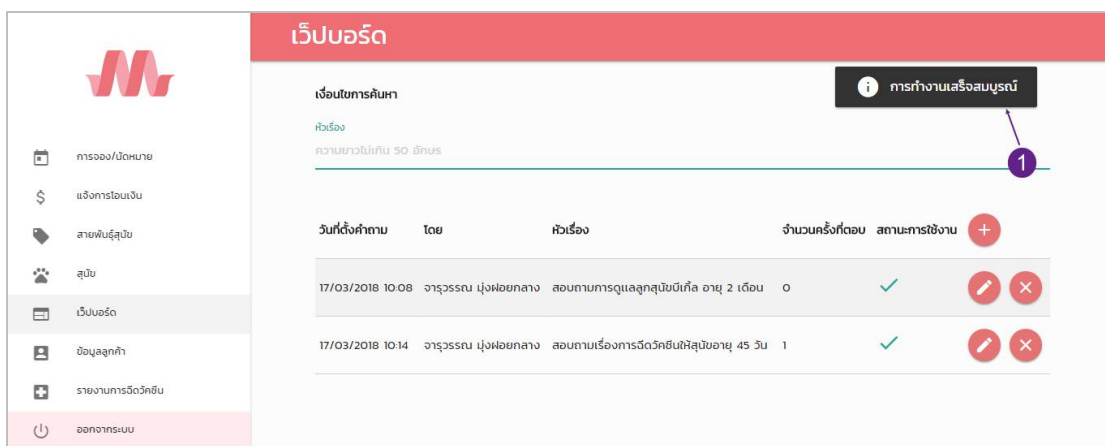 เว็ปบอร์ด
การทำงานเสร็จสมบูรณ์
1
เงื่อนไขการค้นหา
หัวเรื่อง
ความยาวไม่เกิน 50 อักษร
การจอง/นัดหมาย
แจ้งการโอนเงิน
สายพันธุ์สุนัข
สุนัข
เว็ปบอร์ด
ข้อมูลลูกค้า
รายงานการฉีดวัคซีน
ออกจากระบบ
วันที่ตั้งคำถาม โดย หัวเรื่อง จำนวนครั้งที่ตอบ สถานะการใช้งาน
17/03/2018 10:08 จารุวรรณ มุ่งฝอยกลาง สอบถามการดูแลลูกสุนัขบีเกิ้ล อายุ 2 เดือน 0
17/03/2018 10:14 จารุวรรณ มุ่งฝอยกลาง สอบถามเรื่องการฉีดวัคซีนให้สุนัขอายุ 45 วัน 1